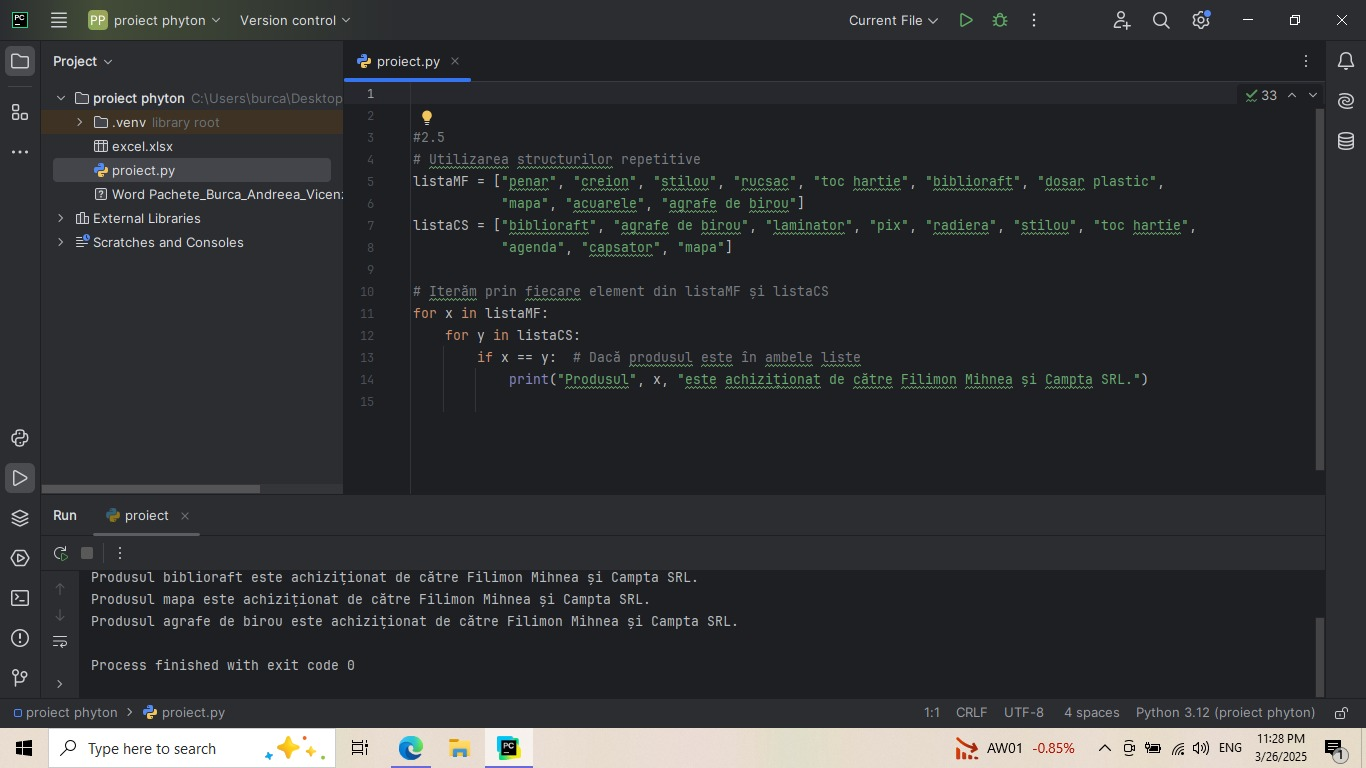 PC
PP proiect phyton
Version control
Current File
Project
proiect.py
proiect phyton C:\Users\burca\Desktop
.venv library root
excel.xlsx
proiect.py
Word Pachete_Burca_Andreea_Vicen
External Libraries
Scratches and Consoles
33
1
2
3 #2.5
4 # Utilizarea structurilor repetitive
5 listaMF = ["penar", "creion", "stilou", "rucsac", "toc hartie", "biblioraft", "dosar plastic",
6 "mapa", "acuarele", "agrafe de birou"]
7 listaCS = ["biblioraft", "agrafe de birou", "laminator", "pix", "radiera", "stilou", "toc hartie",
8 "agenda", "capsator", "mapa"]
9
10 # Iterăm prin fiecare element din listaMF și listaCS
11 for x in listaMF:
12 for y in listaCS:
13 if x == y:  # Dacă produsul este în ambele liste
14 print("Produsul", x, "este achiziționat de către Filimon Mihnea și Campta SRL.")
15
Run
proiect
Produsul biblioraft este achiziționat de către Filimon Mihnea și Campta SRL.
Produsul mapa este achiziționat de către Filimon Mihnea și Campta SRL.
Produsul agrafe de birou este achiziționat de către Filimon Mihnea și Campta SRL.
Process finished with exit code 0
proiect phyton > proiect.py
1:1 CRLF UTF-8 4 spaces Python 3.12 (proiect phyton)
Type here to search
PC
AW01 -0.85%
ENG
11:28 PM
3/26/2025
1